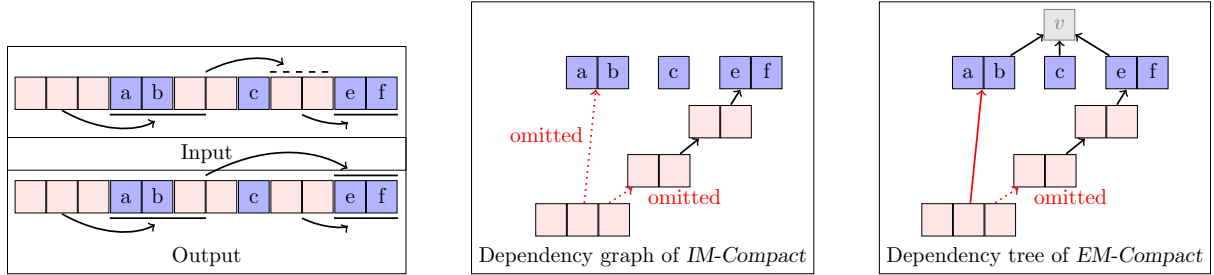 a b c e f
Input
a b c e f
Output
a b c e f
omitted
omitted
Dependency graph of IM-Compact
v
a b c e f
omitted
Dependency tree of EM-Compact